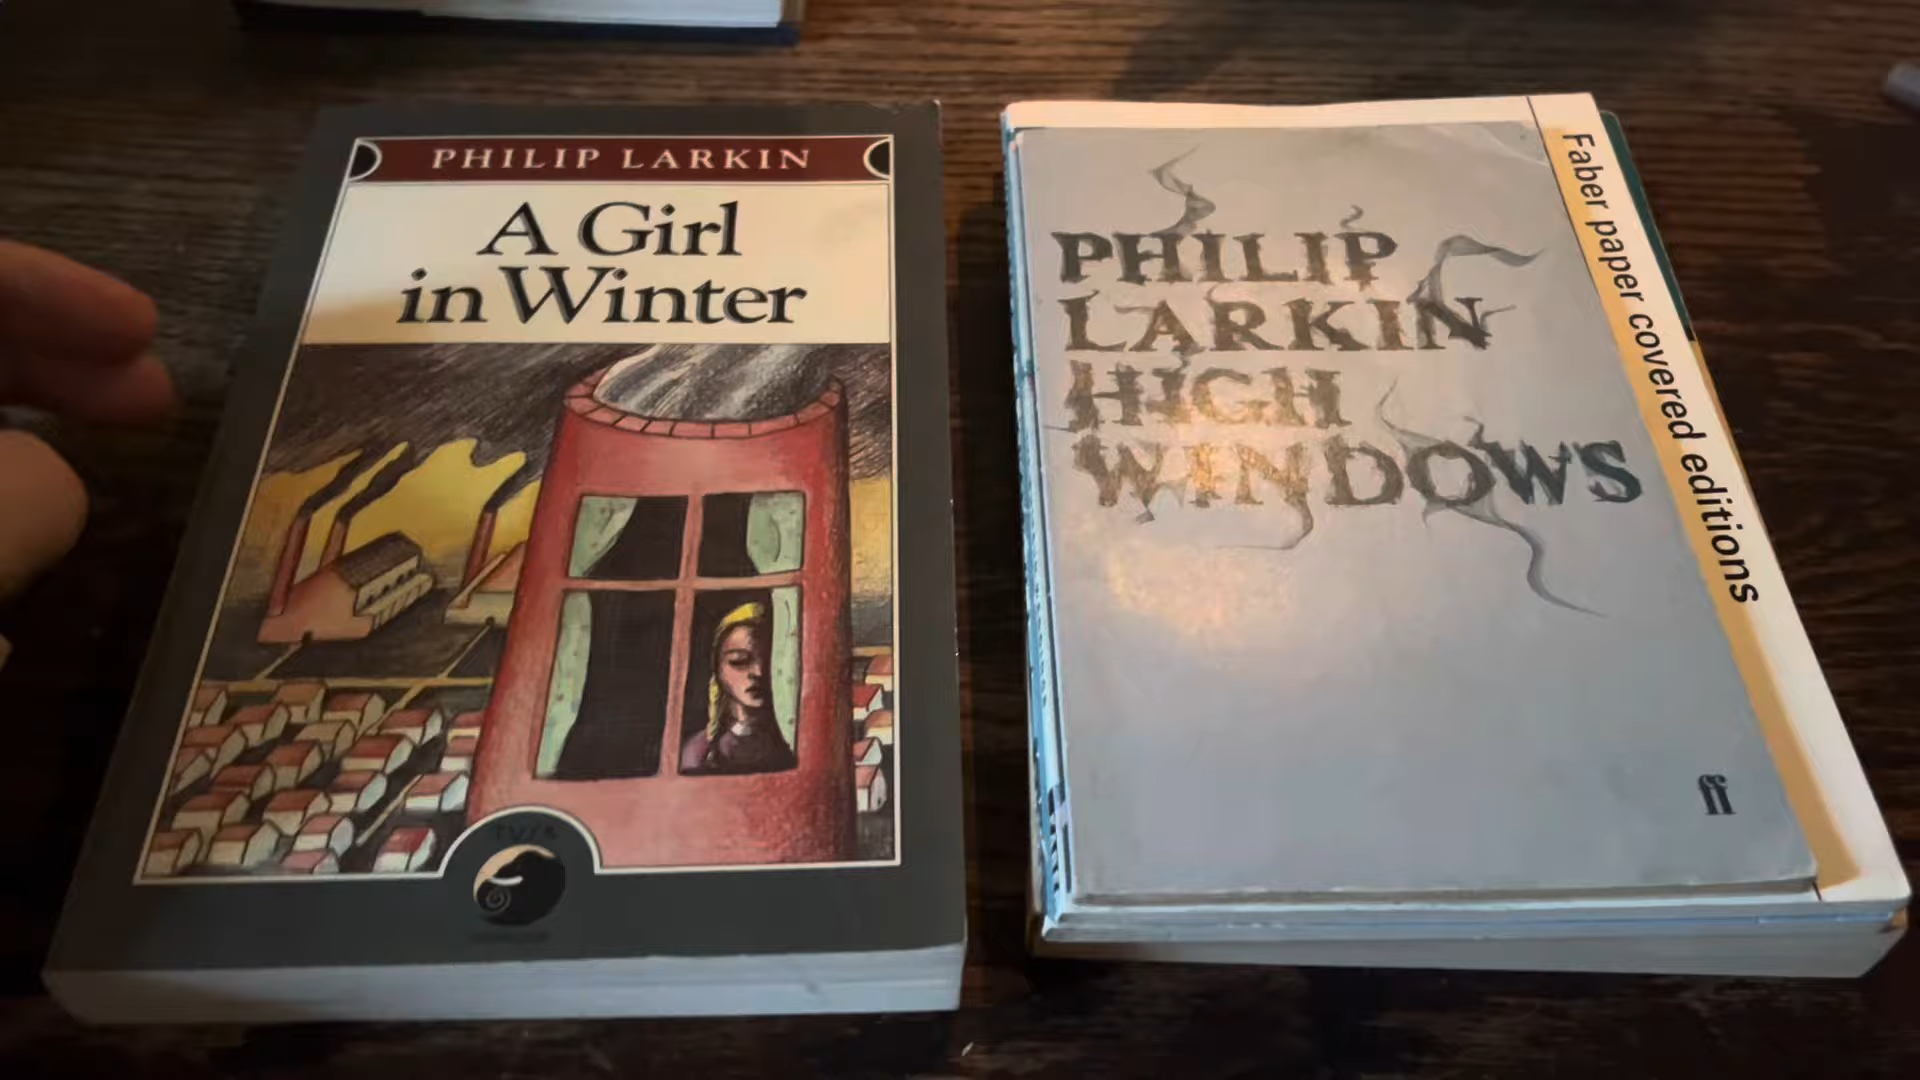 PHILIP LARKIN
A Girl
in Winter
PHILIP
LARKIN
HIGH
WINDOWS
ff
Faber paper covered editions